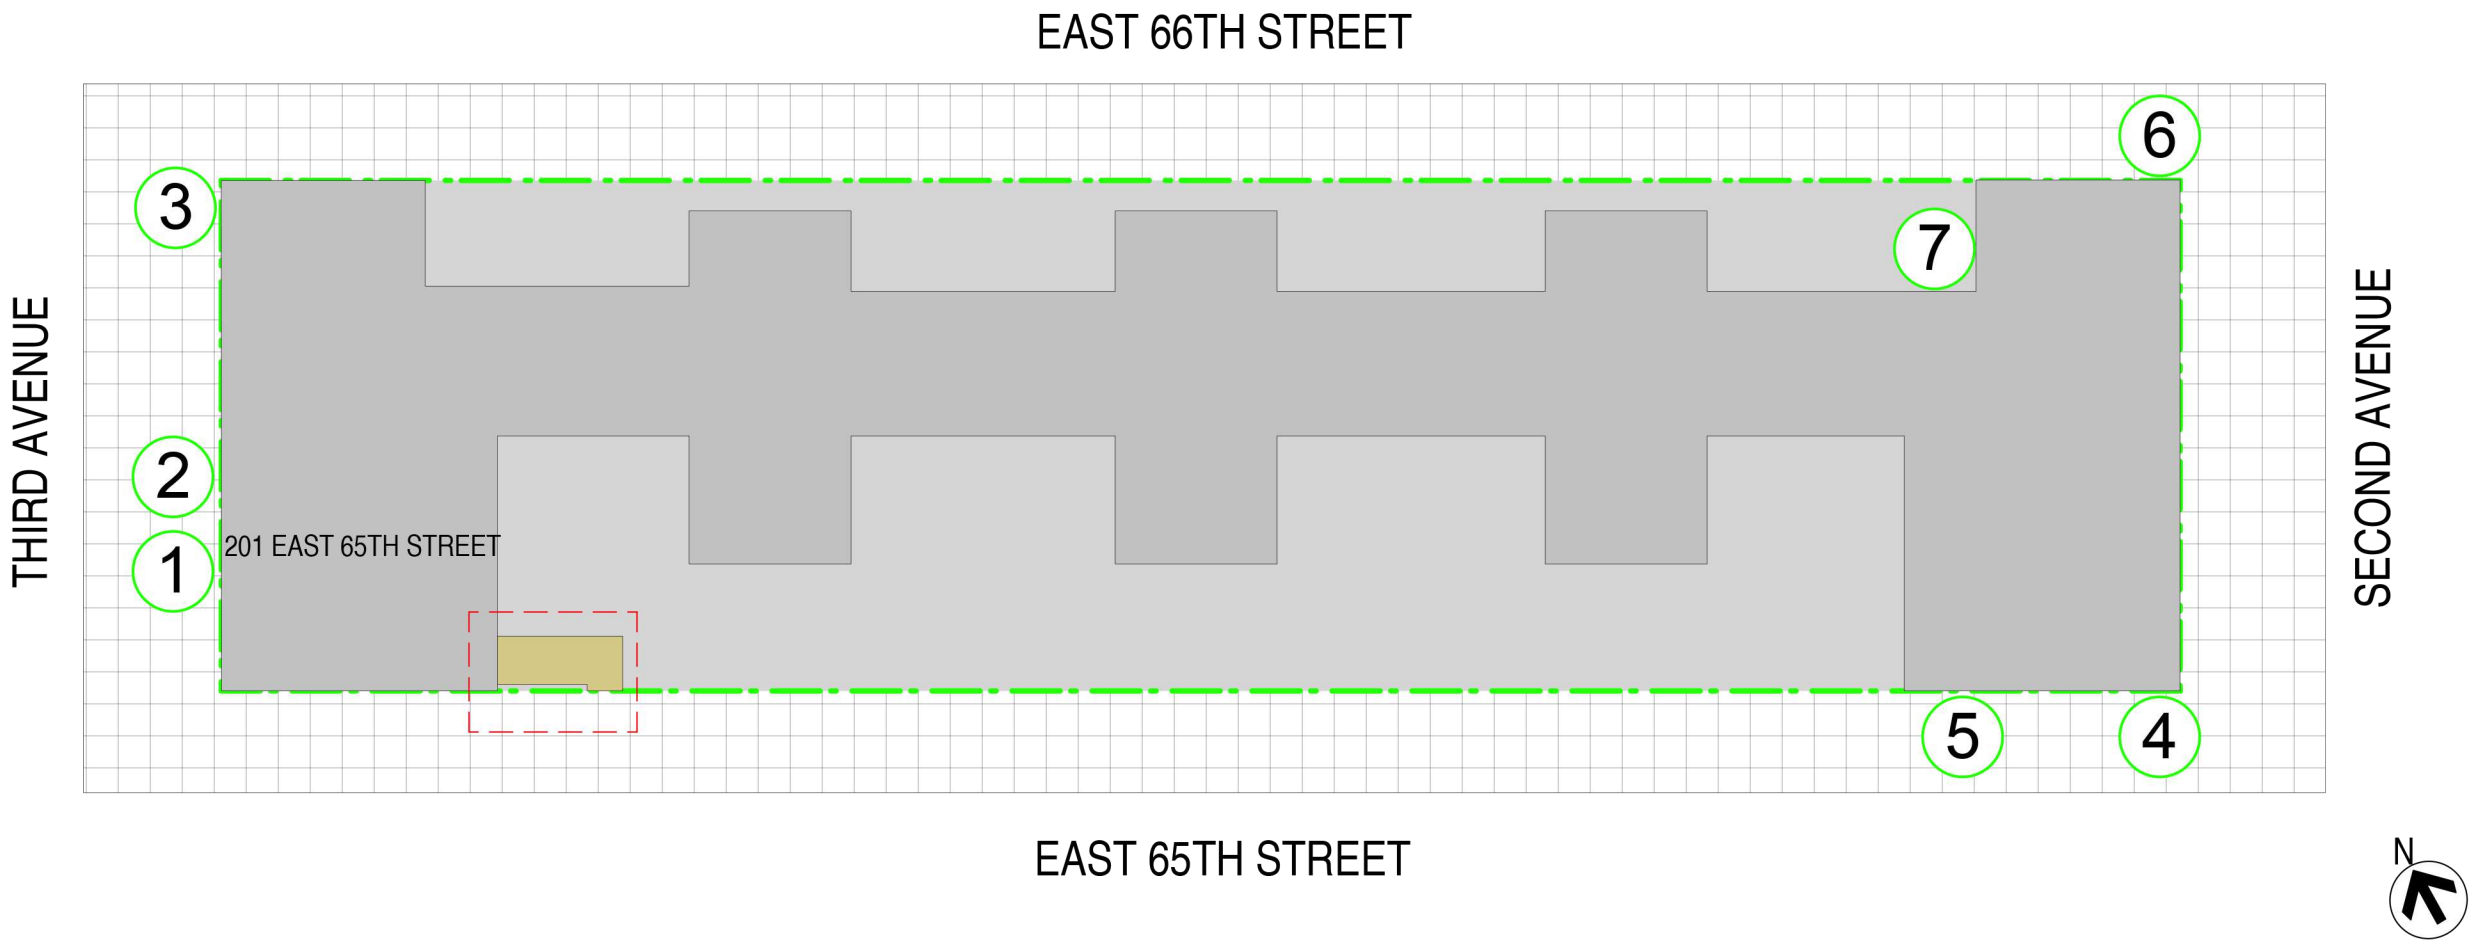 EAST 66TH STREET
6
3
7
THIRD AVENUE
SECOND AVENUE
2
201 EAST 65TH STREET
1
5
4
EAST 65TH STREET
N